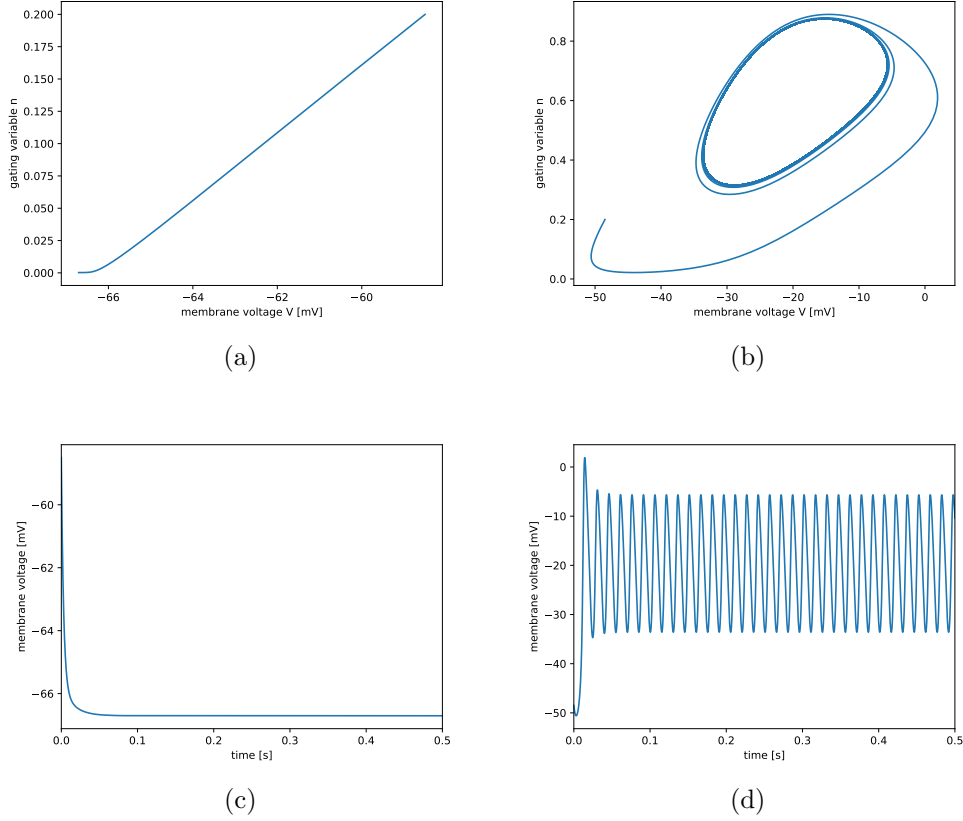 0.200
0.175
0.150
0.125
0.100
0.075
0.050
0.025
0.000
gating variable n
−66 −64 −62 −60
membrane voltage V [mV]
(a)
0.8
0.6
0.4
0.2
0.0
gating variable n
−50 −40 −30 −20 −10 0
membrane voltage V [mV]
(b)
−60
−62
−64
−66
membrane voltage [mV]
0.0 0.1 0.2 0.3 0.4 0.5
time [s]
(c)
0
−10
−20
−30
−40
−50
membrane voltage [mV]
0.0 0.1 0.2 0.3 0.4 0.5
time [s]
(d)